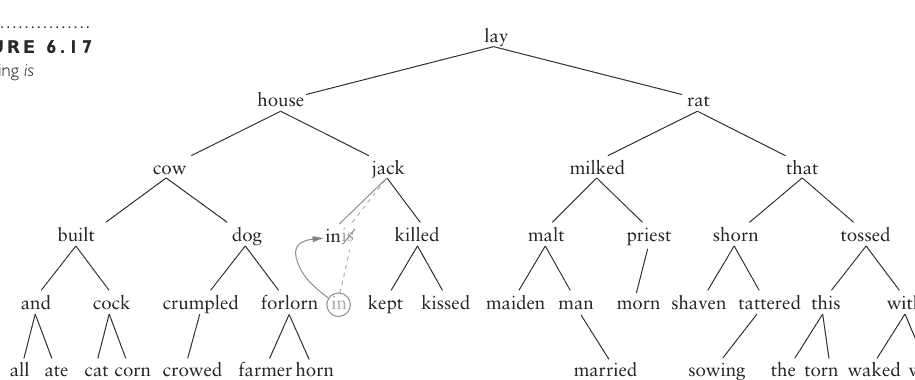 URE 6.17
ing is
lay
house rat
cow jack milked that
built dog in is killed malt priest shorn tossed
and cock crumpled forlorn in kept kissed maiden man morn shaven tattered this with
all ate cat corn crowed farmer horn married sowing the torn waked